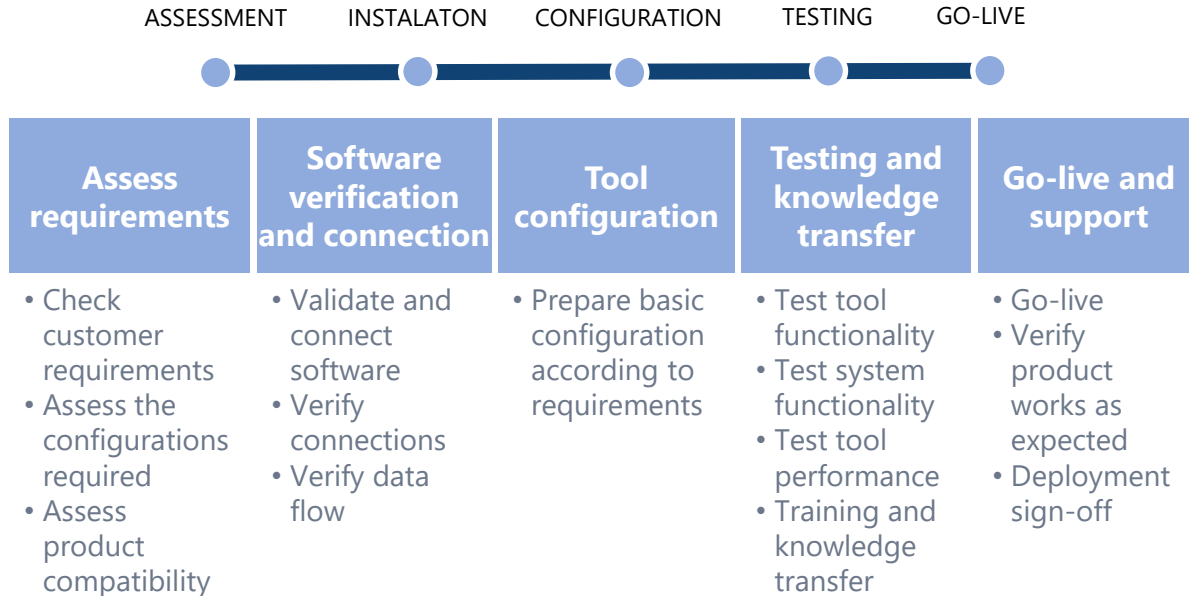 ASSESSMENT
INSTALATON
CONFIGURATION
TESTING
GO-LIVE
Assess
requirements
Software
verification
and connection
Tool
configuration
Testing and
knowledge
transfer
Go-live and
support
• Check
customer
requirements
• Assess the
configurations
required
• Assess
product
compatibility
• Validate and
connect
software
• Verify
connections
• Verify data
flow
• Prepare basic
configuration
according to
requirements
• Test tool
functionality
• Test system
functionality
• Test tool
performance
• Training and
knowledge
transfer
• Go-live
• Verify
product
works as
expected
• Deployment
sign-off